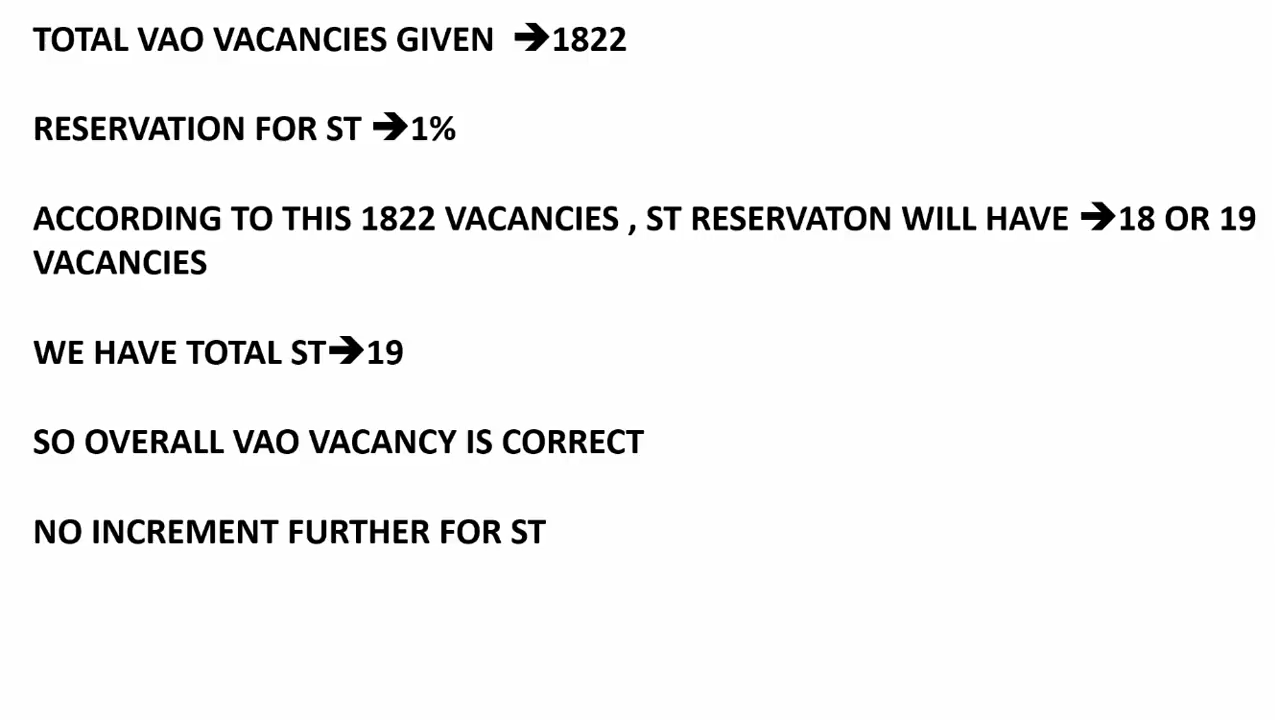 TOTAL VAO VACANCIES GIVEN ➔1822
RESERVATION FOR ST ➔1%
ACCORDING TO THIS 1822 VACANCIES , ST RESERVATON WILL HAVE ➔18 OR 19
VACANCIES
WE HAVE TOTAL ST➔19
SO OVERALL VAO VACANCY IS CORRECT
NO INCREMENT FURTHER FOR ST